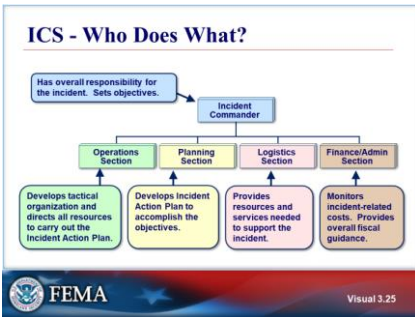 ICS - Who Does What?
Has overall responsibility for
the incident. Sets objectives.
Incident
Commander
Operations
Section
Planning
Section
Logistics
Section
Finance/Admin
Section
Develops tactical
organization and
directs all resources
to carry out the
Incident Action Plan.
Develops Incident
Action Plan to
accomplish the
objectives.
Provides
resources and
services needed
to support the
incident.
Monitors
incident-related
costs. Provides
overall fiscal
guidance.
FEMA
Visual 3.25